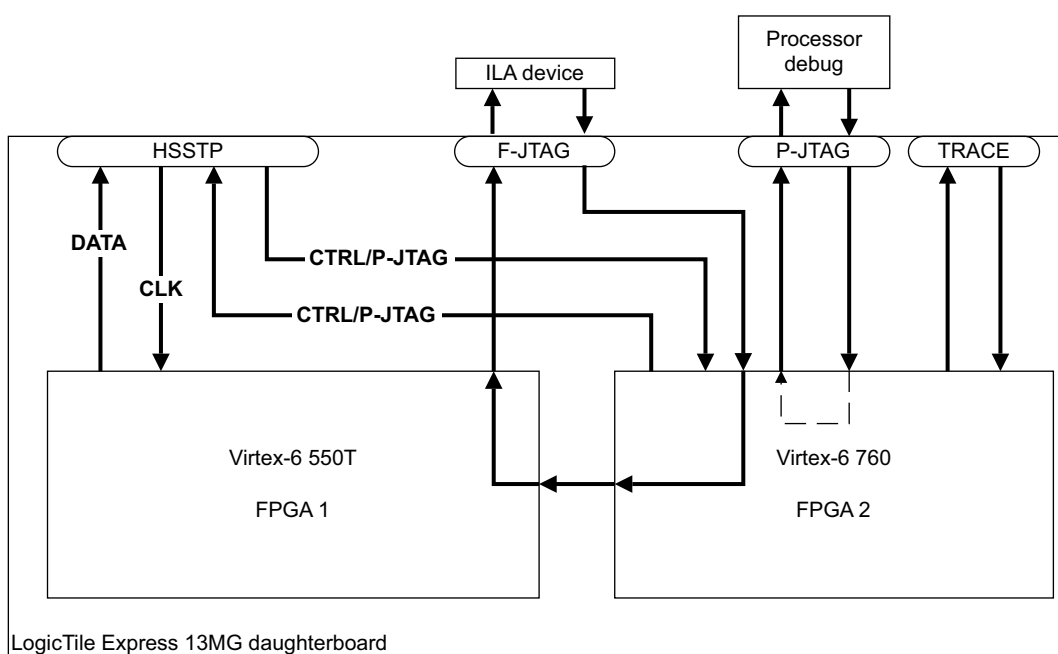 Processor
debug
ILA device
HSSTP
F-JTAG
P-JTAG
TRACE
DATA
CTRL/P-JTAG
CLK
CTRL/P-JTAG
Virtex-6 550T
FPGA 1
Virtex-6 760
FPGA 2
LogicTile Express 13MG daughterboard